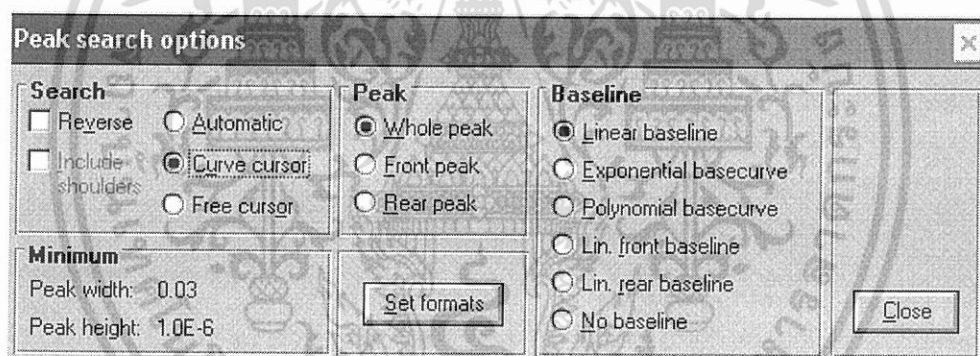 Peak search options
Search
Reverse
Include shoulders
Automatic
Curve cursor
Free cursor
Peak
Whole peak
Front peak
Rear peak
Baseline
Linear baseline
Exponential basecurve
Polynomial basecurve
Lin. front baseline
Lin. rear baseline
No baseline
Minimum
Peak width: 0.03
Peak height: 1.0E-6
Set formats
Close